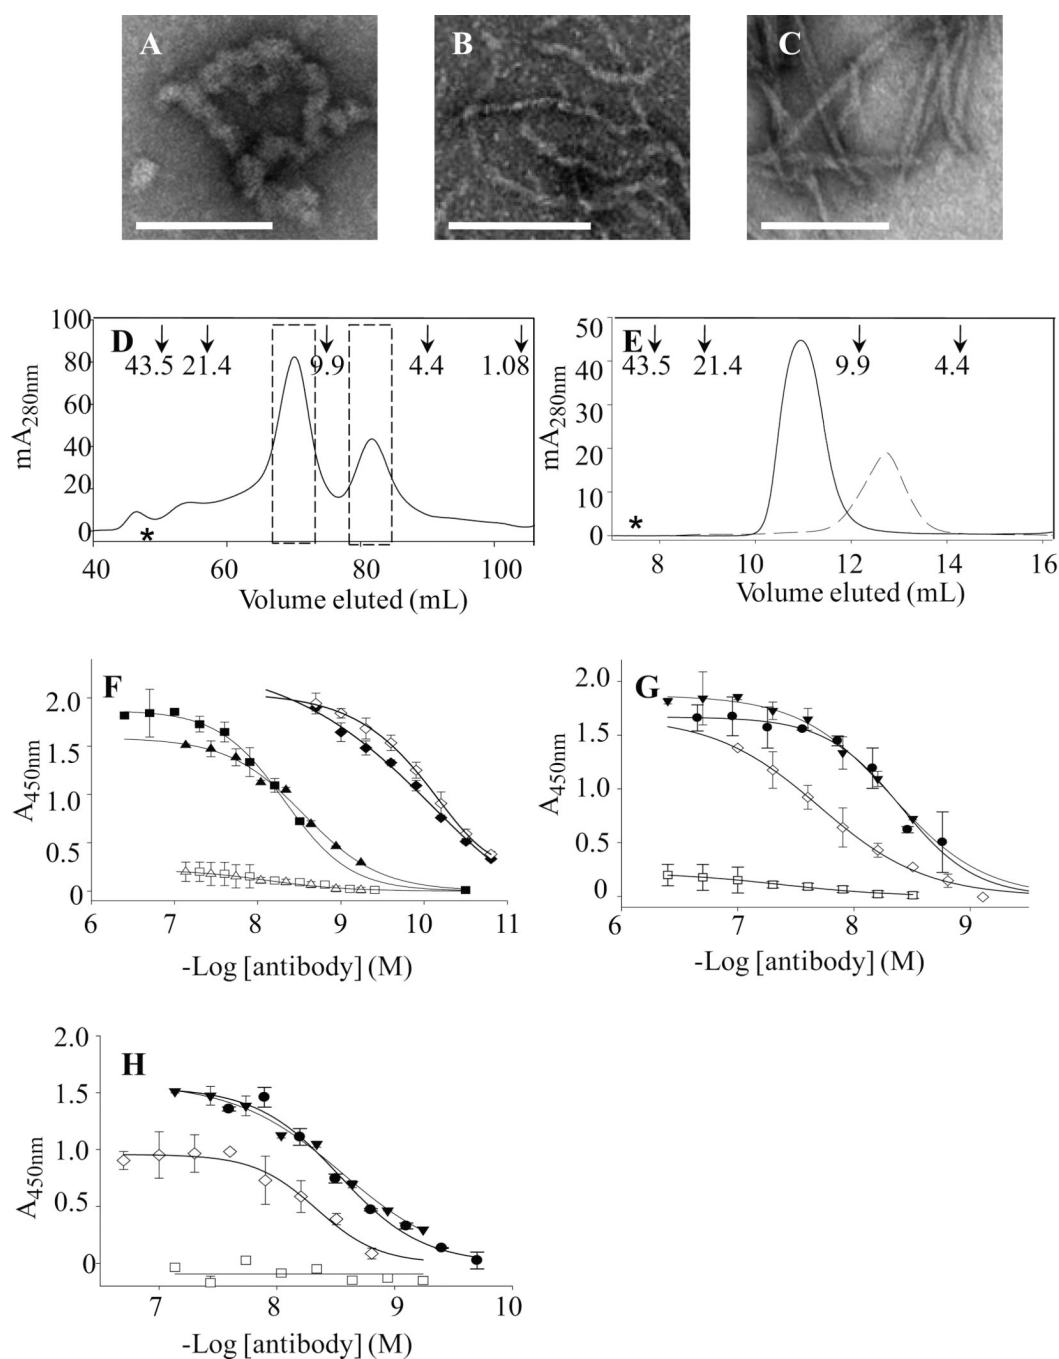 A B C
100
80
60
40
20
0
D
43.5 21.4 9.9 4.4 1.08
*
40 60 80 100
Volume eluted (mL)
mA280nm
50
40
30
20
10
0
E
43.5 21.4 9.9 4.4
*
8 10 12 14 16
Volume eluted (mL)
mA280nm
F
2.0
1.5
1.0
0.5
0
6 7 8 9 10 11
-Log [antibody] (M)
A450nm
G
2.0
1.5
1.0
0.5
0
6 7 8 9
-Log [antibody] (M)
A450nm
H
2.0
1.5
1.0
0.5
0
7 8 9 10
-Log [antibody] (M)
A450nm